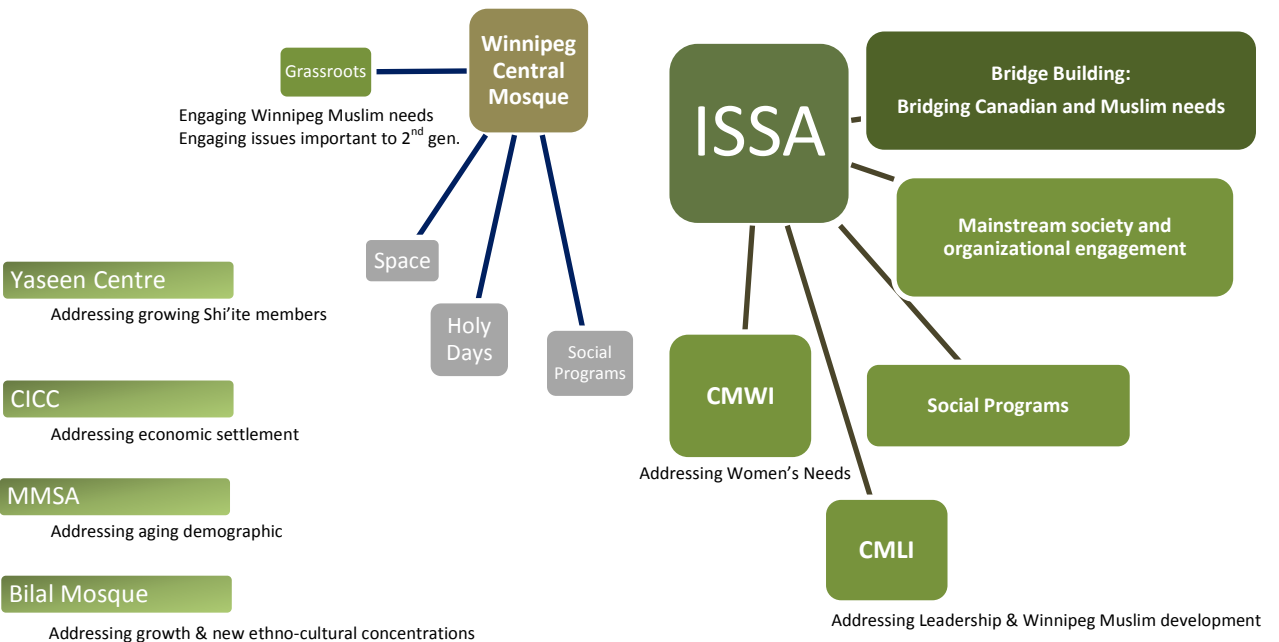 Winnipeg
Central
Mosque
Grassroots
Engaging Winnipeg Muslim needs
Engaging issues important to 2nd gen.
Space
Holy
Days
Social
Programs
Yaseen Centre
Addressing growing Shi’ite members
CICC
Addressing economic settlement
MMSA
Addressing aging demographic
Bilal Mosque
Addressing growth & new ethno-cultural concentrations
ISSA
Bridge Building:
Bridging Canadian and Muslim needs
Mainstream society and
organizational engagement
Social Programs
CMWI
Addressing Women’s Needs
CMLI
Addressing Leadership & Winnipeg Muslim development